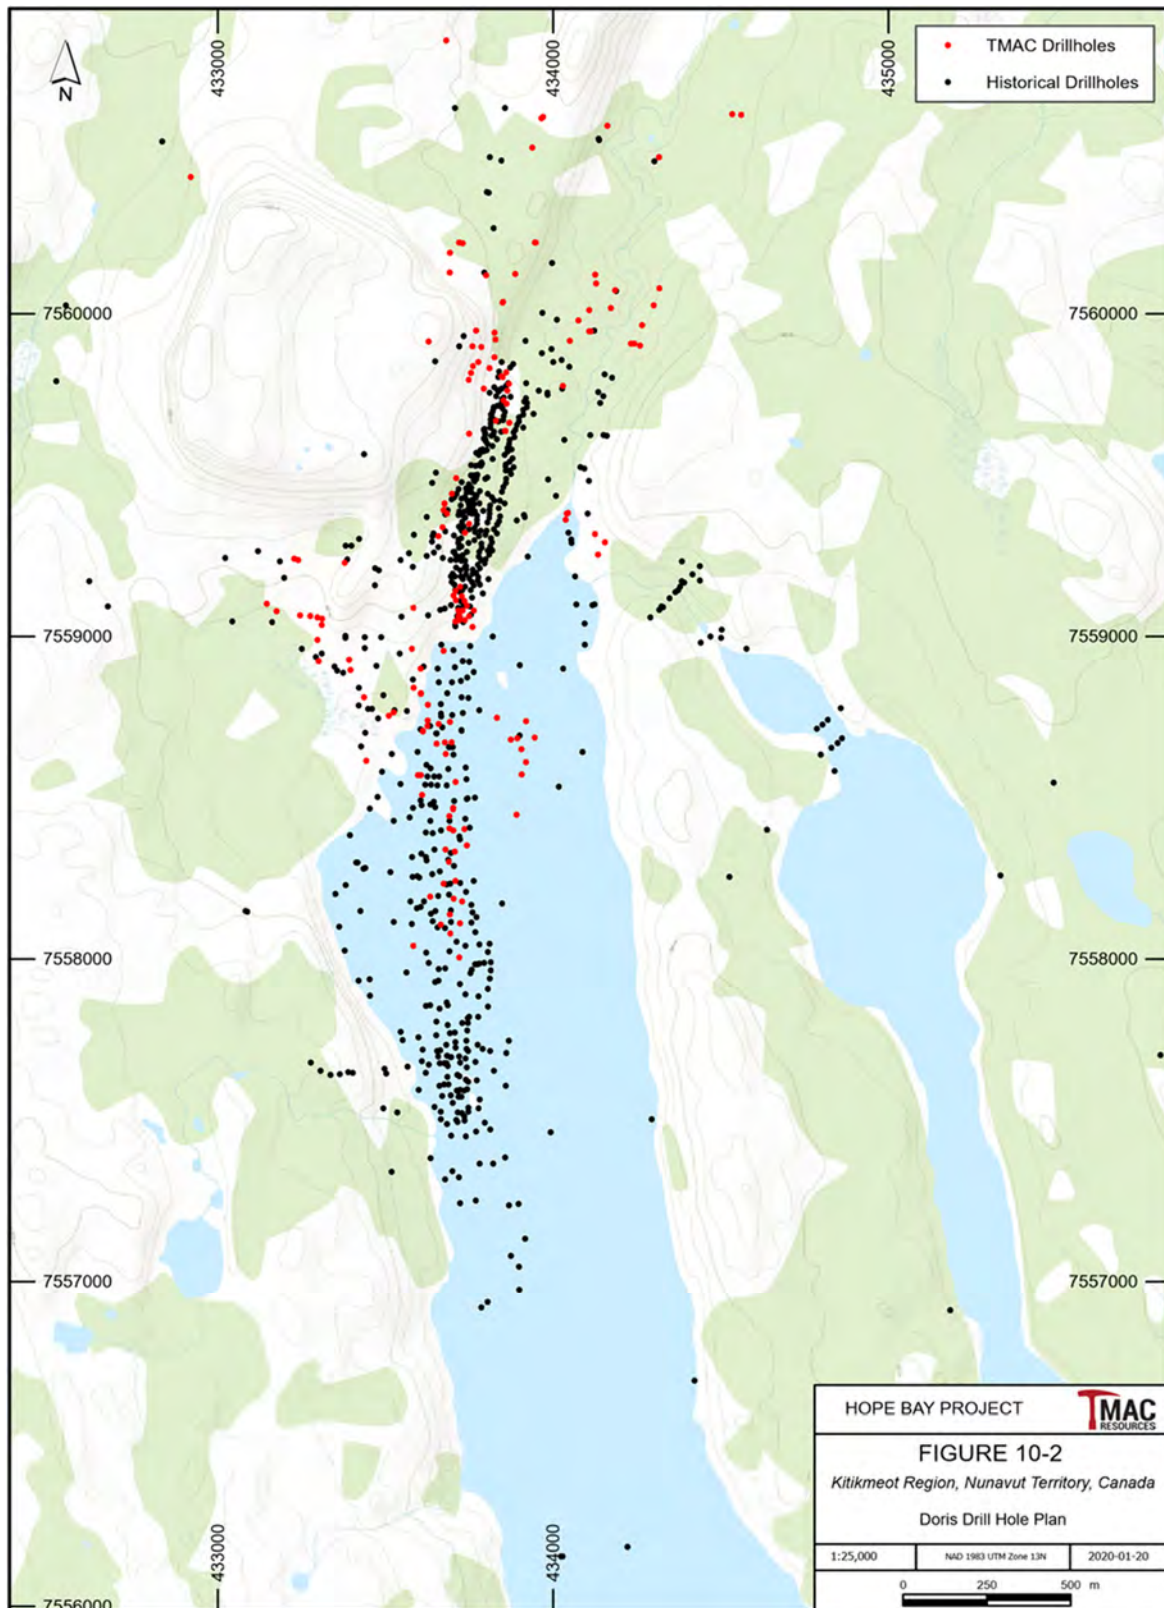 433000
434000
435000
TMAC Drillholes
Historical Drillholes
N
7560000
7560000
7559000
7559000
7558000
7558000
7557000
7557000
7556000
433000
434000
HOPE BAY PROJECT
TMAC
RESOURCES
FIGURE 10-2
Kitikmeot Region, Nunavut Territory, Canada
Doris Drill Hole Plan
1:25,000
NAD 1983 UTM Zone 13N
2020-01-20
0 250 500 m